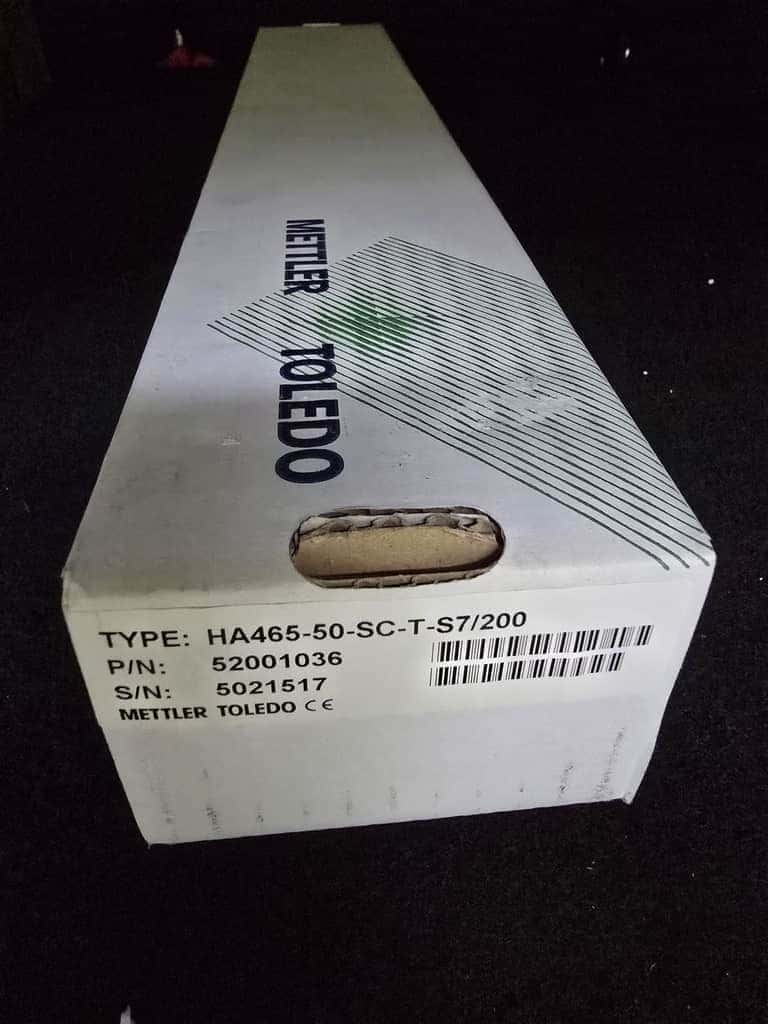 METTLER TOLEDO
TYPE: HA465-50-SC-T-S7/200
P/N: 52001036
S/N: 5021517
METTLER TOLEDO CE